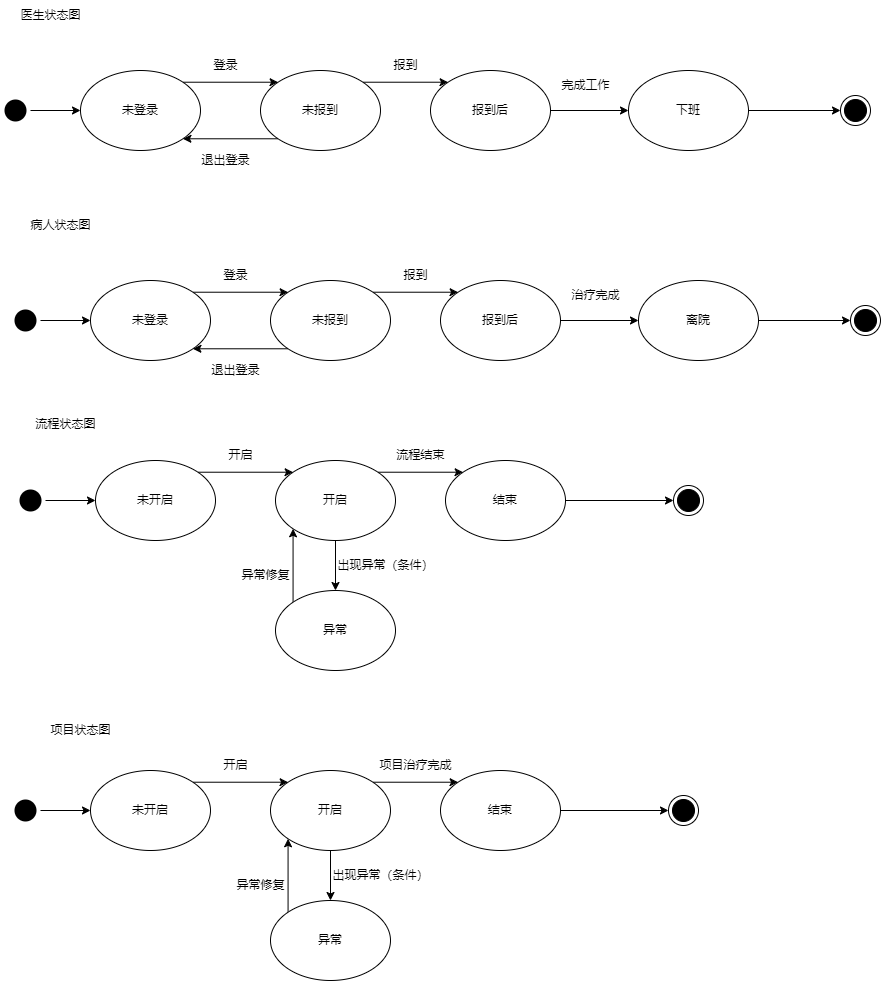 医生状态图
登录
报到
完成工作
未登录
未报到
报到后
下班
退出登录
病人状态图
登录
报到
治疗完成
未登录
未报到
报到后
离院
退出登录
流程状态图
开启
流程结束
未开启
开启
结束
出现异常（条件）
异常修复
异常
项目状态图
开启
项目治疗完成
未开启
开启
结束
出现异常（条件）
异常修复
异常